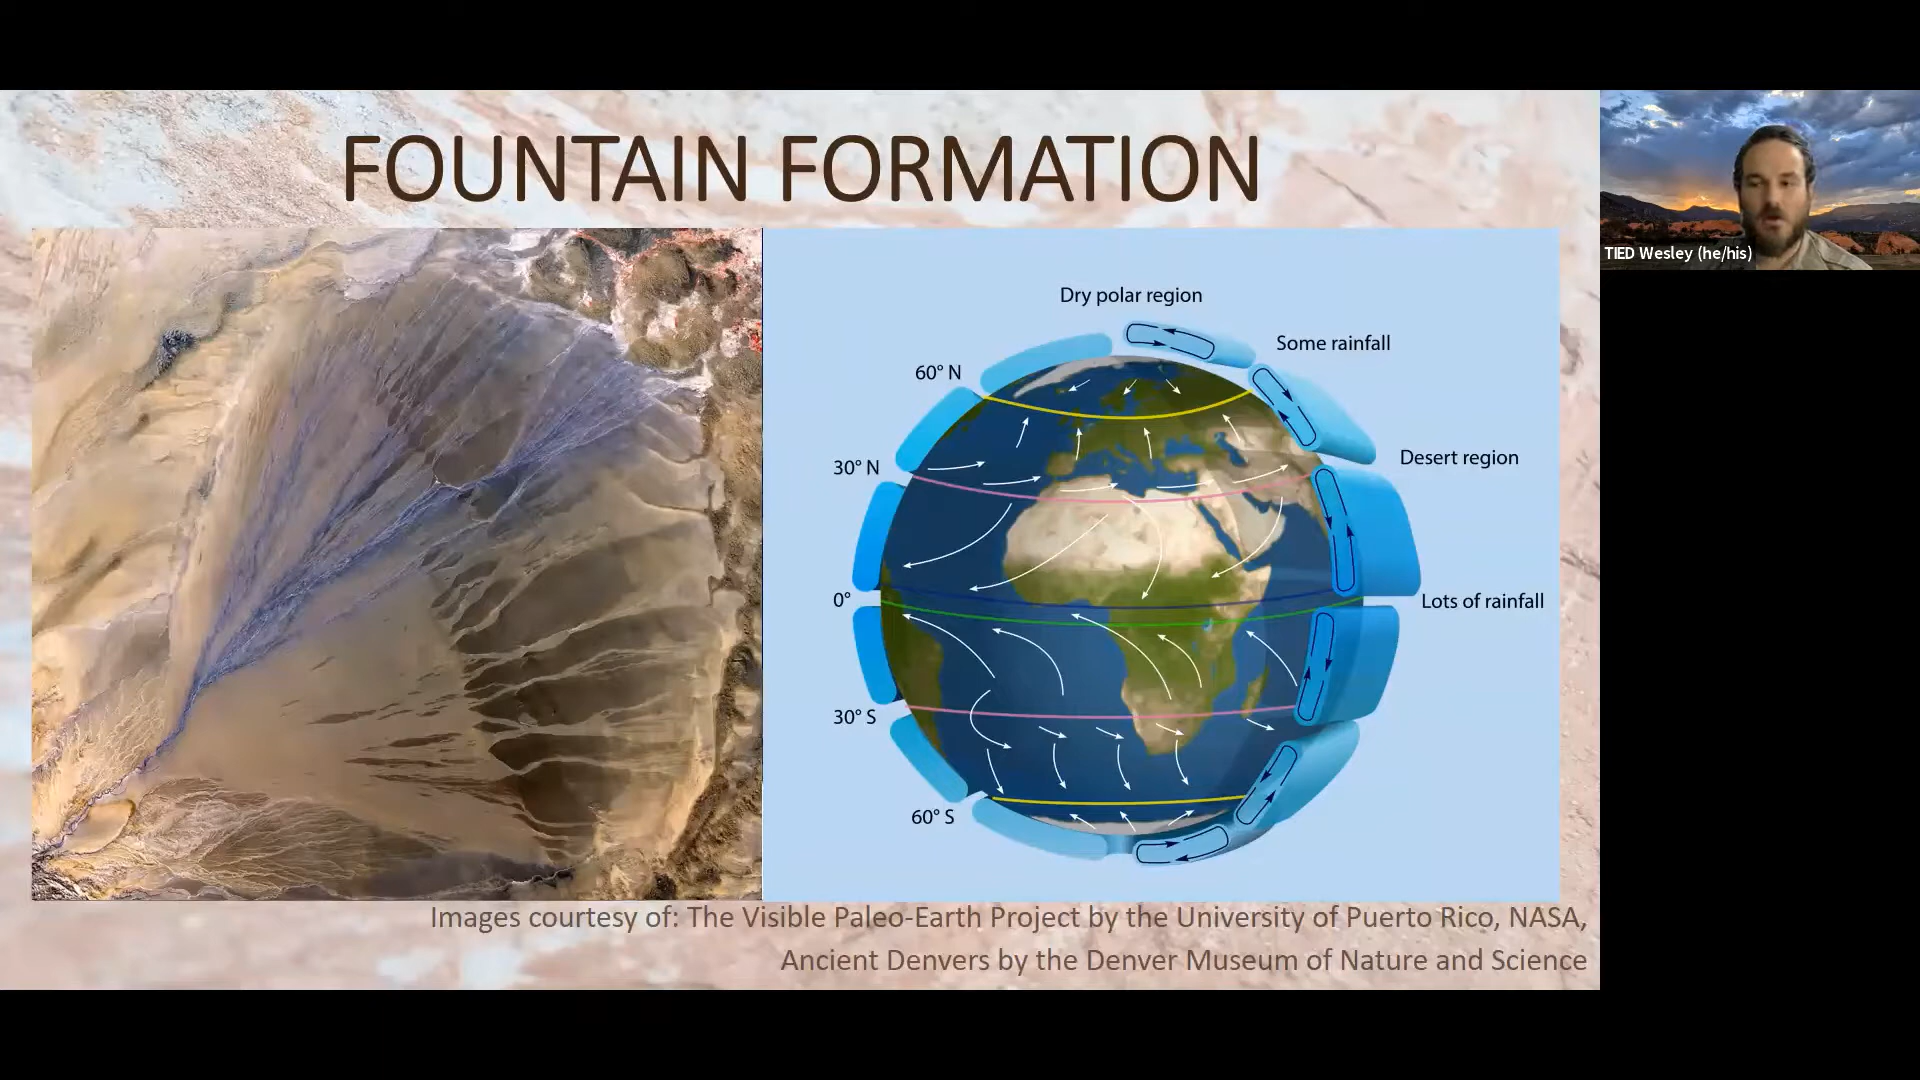 FOUNTAIN FORMATION
TIED Wesley (he/his)
Dry polar region
Some rainfall
60° N
30° N
Desert region
0°
Lots of rainfall
30° S
60° S
Images courtesy of: The Visible Paleo-Earth Project by the University of Puerto Rico, NASA,
Ancient Denvers by the Denver Museum of Nature and Science